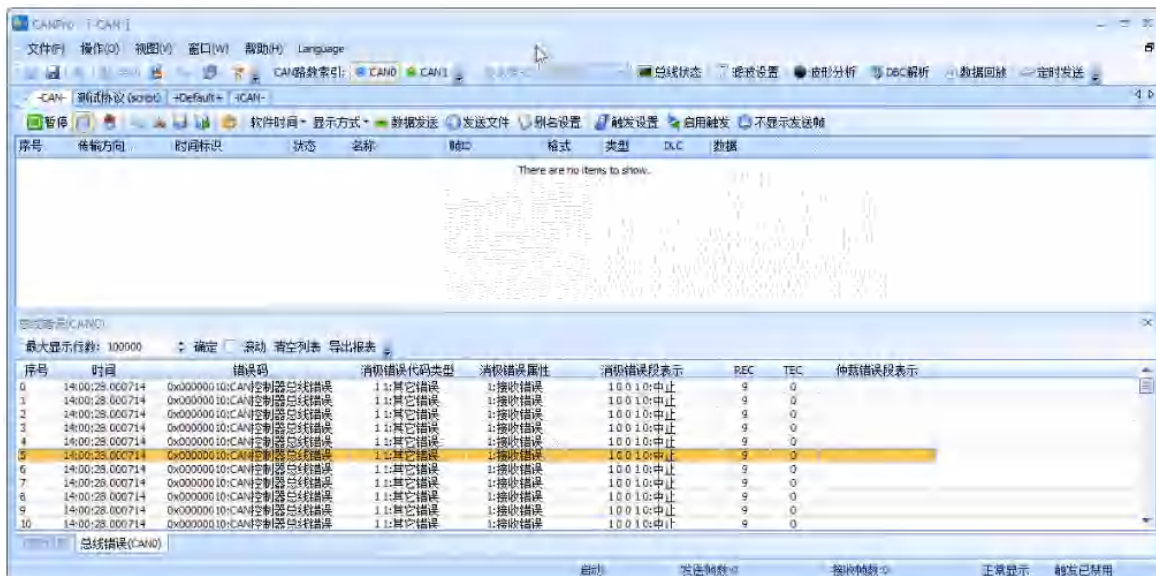 CANPro - [-CAN-]
文件(F) 操作(O) 视图(V) 窗口(W) 帮助(H) Language
CAN路数索引: CAN0 CAN1 总线状态 滤波设置 波形分析 DBC解析 数据回放 定时发送
-CAN- 测试协议 (script) +Default+ -ICAN-
暂停 软件时间 显示方式 数据发送 发送文件 别名设置 触发设置 启用触发 不显示发送帧
序号 传输方向 时间标识 状态 名称 帧ID 格式 类型 DLC 数据
There are no items to show.
总线错误(CAN0)
最大显示行数: 100000 确定 滚动 清空列表 导出报表
序号 时间 错误码 消极错误代码类型 消极错误属性 消极错误段表示 REC TEC 仲裁错误段表示
0 14:00:28.000714 0x00000010:CAN控制器总线错误 1 1:其它错误 1:接收错误 1 0 0 1 0:中止 9 0
1 14:00:28.000714 0x00000010:CAN控制器总线错误 1 1:其它错误 1:接收错误 1 0 0 1 0:中止 9 0
2 14:00:28.000714 0x00000010:CAN控制器总线错误 1 1:其它错误 1:接收错误 1 0 0 1 0:中止 9 0
3 14:00:28.000714 0x00000010:CAN控制器总线错误 1 1:其它错误 1:接收错误 1 0 0 1 0:中止 9 0
4 14:00:28.000714 0x00000010:CAN控制器总线错误 1 1:其它错误 1:接收错误 1 0 0 1 0:中止 9 0
5 14:00:28.000714 0x00000010:CAN控制器总线错误 1 1:其它错误 1:接收错误 1 0 0 1 0:中止 9 0
6 14:00:28.000714 0x00000010:CAN控制器总线错误 1 1:其它错误 1:接收错误 1 0 0 1 0:中止 9 0
7 14:00:28.000714 0x00000010:CAN控制器总线错误 1 1:其它错误 1:接收错误 1 0 0 1 0:中止 9 0
8 14:00:28.000714 0x00000010:CAN控制器总线错误 1 1:其它错误 1:接收错误 1 0 0 1 0:中止 9 0
9 14:00:28.000714 0x00000010:CAN控制器总线错误 1 1:其它错误 1:接收错误 1 0 0 1 0:中止 9 0
10 14:00:28.000714 0x00000010:CAN控制器总线错误 1 1:其它错误 1:接收错误 1 0 0 1 0:中止 9 0
总线错误(CAN0)
启动 发送帧数:0 接收帧数:0 正常显示 触发已禁用